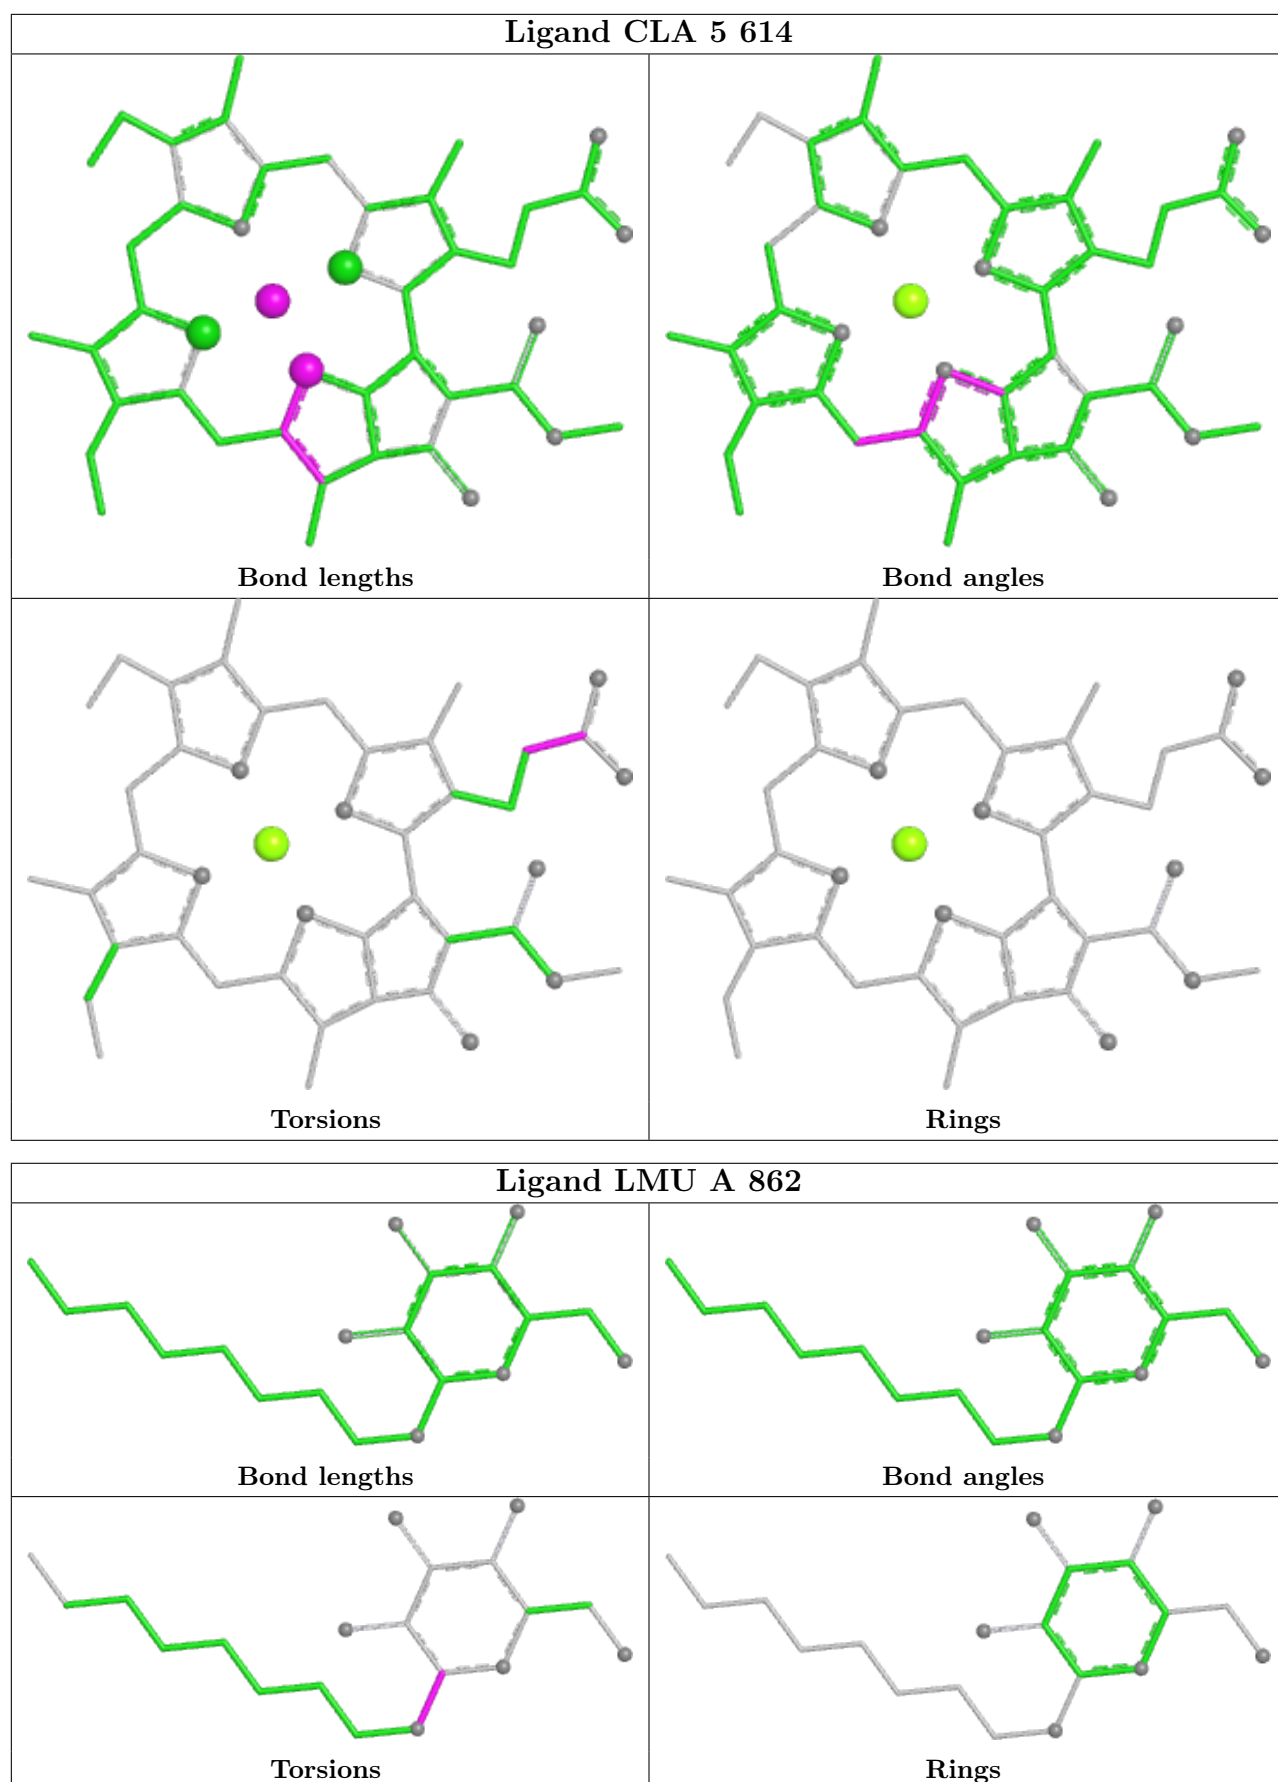 Ligand CLA 5 614
Bond lengths
Bond angles
Torsions
Rings
Ligand LMU A 862
Bond lengths
Bond angles
Torsions
Rings